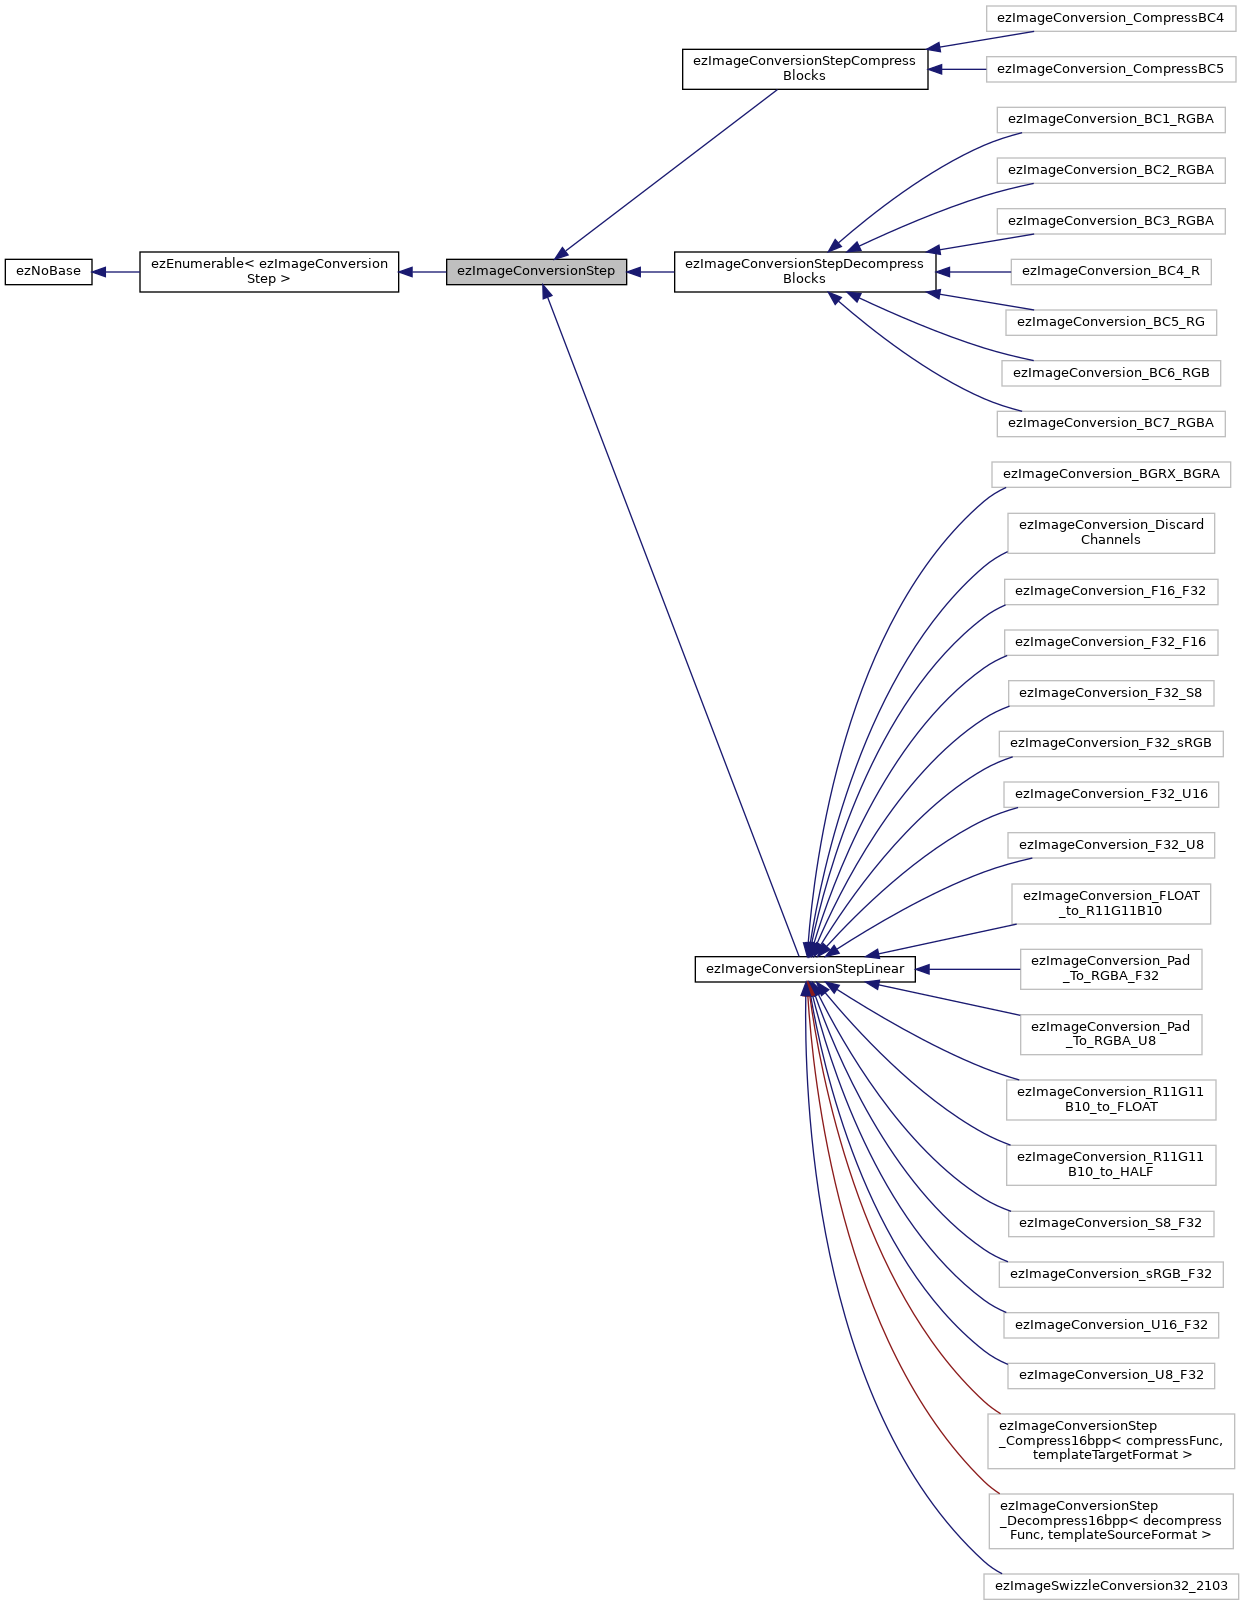 ezNoBase
ezEnumerable< ezImageConversion
Step >
ezImageConversionStep
ezImageConversionStepCompress
Blocks
ezImageConversionStepDecompress
Blocks
ezImageConversionStepLinear
ezImageConversion_CompressBC4
ezImageConversion_CompressBC5
ezImageConversion_BC1_RGBA
ezImageConversion_BC2_RGBA
ezImageConversion_BC3_RGBA
ezImageConversion_BC4_R
ezImageConversion_BC5_RG
ezImageConversion_BC6_RGB
ezImageConversion_BC7_RGBA
ezImageConversion_BGRX_BGRA
ezImageConversion_Discard
Channels
ezImageConversion_F16_F32
ezImageConversion_F32_F16
ezImageConversion_F32_S8
ezImageConversion_F32_sRGB
ezImageConversion_F32_U16
ezImageConversion_F32_U8
ezImageConversion_FLOAT
_to_R11G11B10
ezImageConversion_Pad
_To_RGBA_F32
ezImageConversion_Pad
_To_RGBA_U8
ezImageConversion_R11G11
B10_to_FLOAT
ezImageConversion_R11G11
B10_to_HALF
ezImageConversion_S8_F32
ezImageConversion_sRGB_F32
ezImageConversion_U16_F32
ezImageConversion_U8_F32
ezImageConversionStep
_Compress16bpp< compressFunc,
templateTargetFormat >
ezImageConversionStep
_Decompress16bpp< decompress
Func, templateSourceFormat >
ezImageSwizzleConversion32_2103